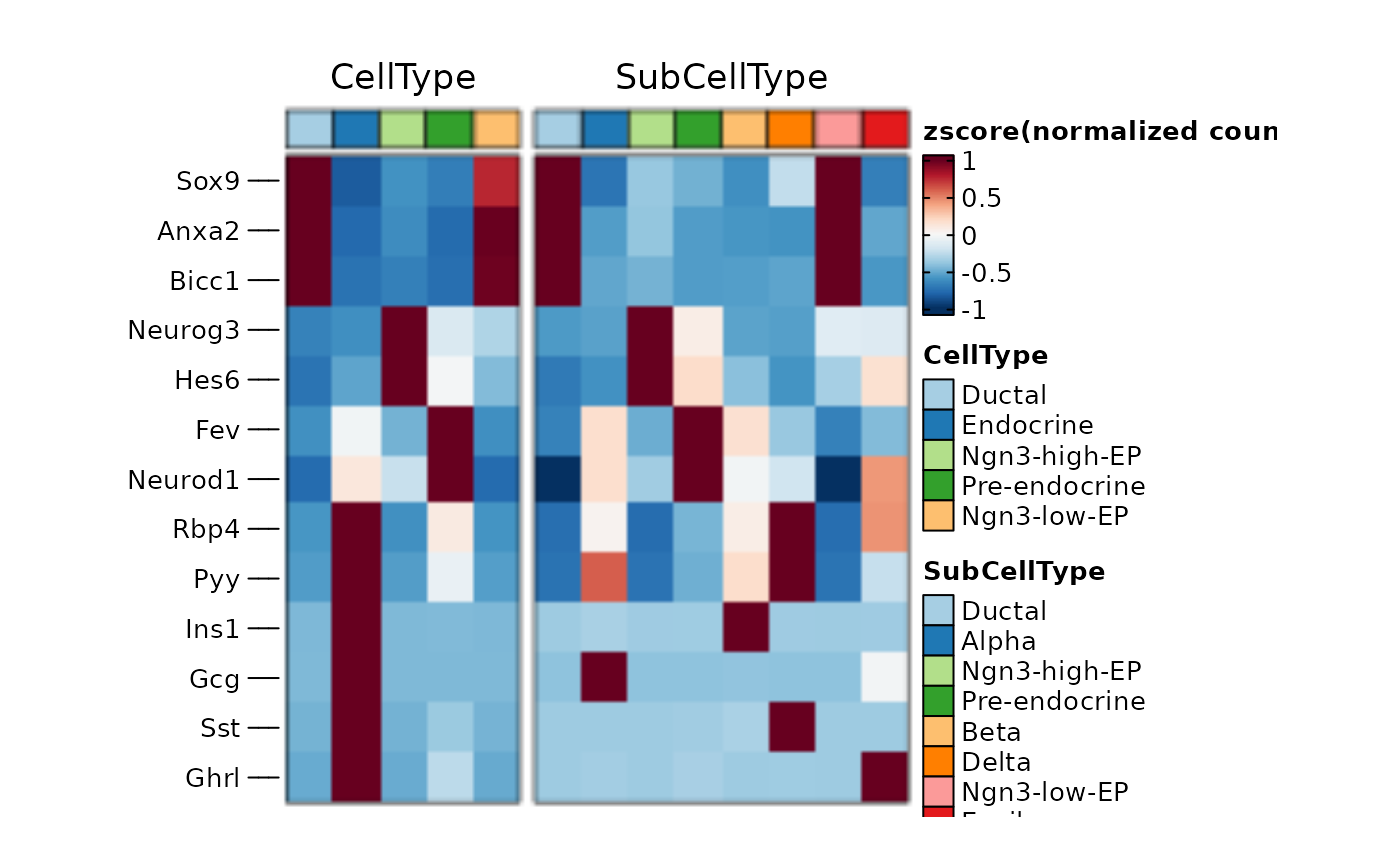 CellType SubCellType
zscore(normalized coun
Sox9
Anxa2
Bicc1
Neurog3
Hes6
Fev
Neurod1
Rbp4
Pyy
Ins1
Gcg
Sst
Ghrl
1
0.5
0
-0.5
-1
CellType
Ductal
Endocrine
Ngn3-high-EP
Pre-endocrine
Ngn3-low-EP
SubCellType
Ductal
Alpha
Ngn3-high-EP
Pre-endocrine
Beta
Delta
Ngn3-low-EP